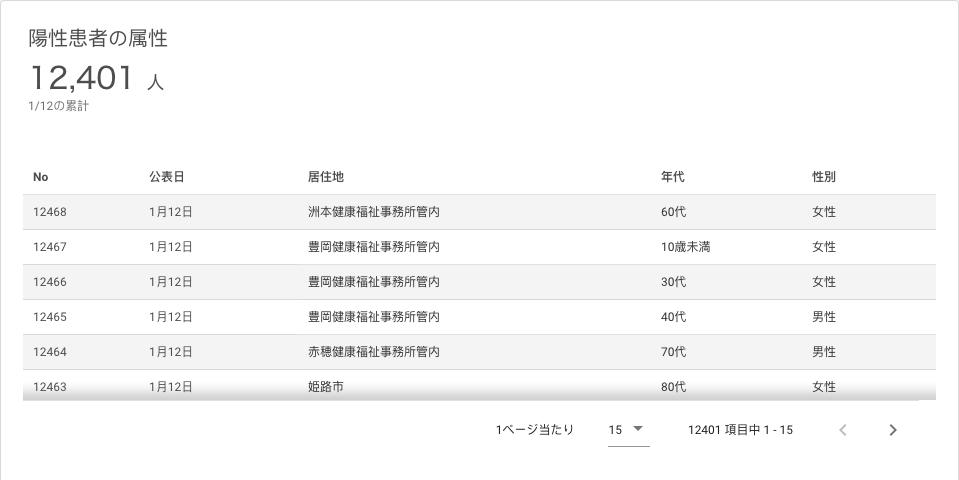 陽性患者の属性
12,401 人
1/12の累計
No 公表日 居住地 年代 性別
12468 1月12日 洲本健康福祉事務所管内 60代 女性
12467 1月12日 豊岡健康福祉事務所管内 10歳未満 女性
12466 1月12日 豊岡健康福祉事務所管内 30代 女性
12465 1月12日 豊岡健康福祉事務所管内 40代 男性
12464 1月12日 赤穂健康福祉事務所管内 70代 男性
12463 1月12日 姫路市 80代 女性
1ページ当たり 15 12401 項目中 1 - 15